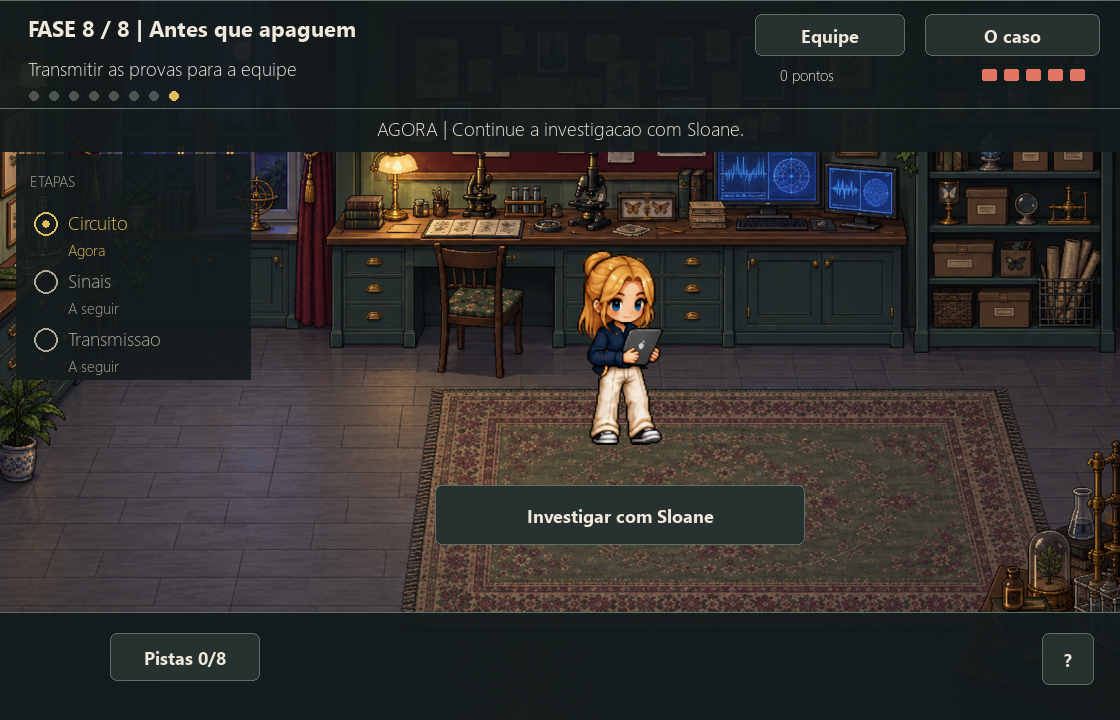 FASE 8 / 8 | Antes que apaguem
Transmitir as provas para a equipe
Equipe
0 pontos
O caso
AGORA | Continue a investigacao com Sloane.
ETAPAS
Circuito
Agora
Sinais
A seguir
Transmissao
A seguir
Investigar com Sloane
Pistas 0/8
?